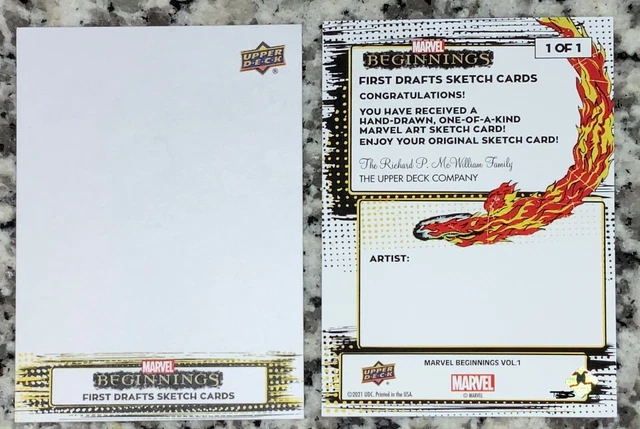 UPPER
D·E·C·K
®
MARVEL
BEGINNINGS
FIRST DRAFTS SKETCH CARDS
1 OF 1
MARVEL
BEGINNINGS
FIRST DRAFTS SKETCH CARDS
CONGRATULATIONS!
YOU HAVE RECEIVED A
HAND-DRAWN, ONE-OF-A-KIND
MARVEL ART SKETCH CARD!
ENJOY YOUR ORIGINAL SKETCH CARD!
The Richard P. McWilliam Family
THE UPPER DECK COMPANY
ARTIST:
MARVEL BEGINNINGS VOL.1
UPPER
D·E·C·K
MARVEL
©2021 UDC. Printed in the USA.
© MARVEL